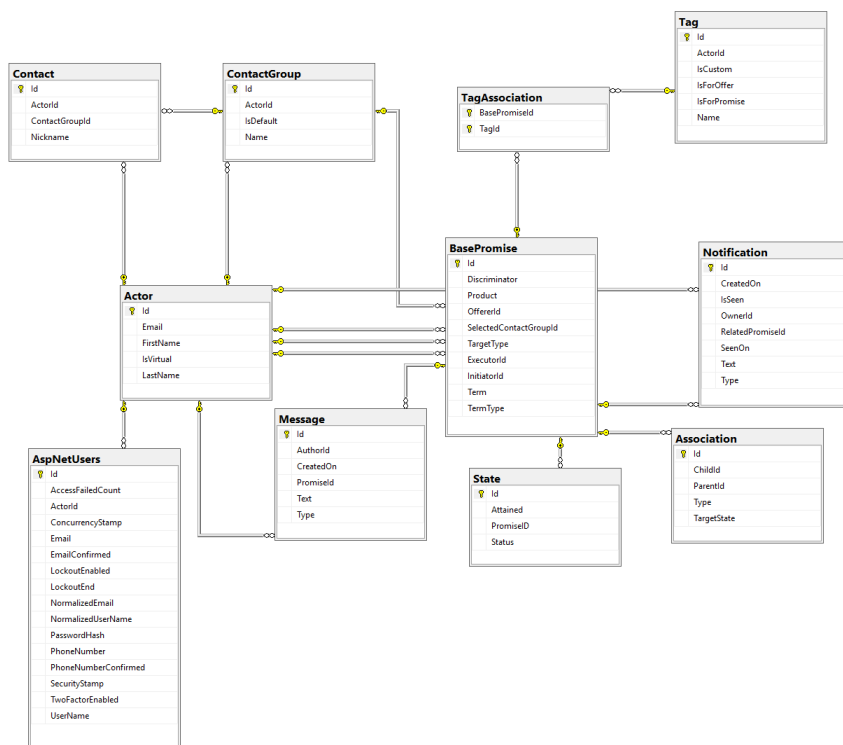 Tag
Id
ActorId
IsCustom
IsForOffer
IsForPromise
Name
Contact
Id
ActorId
ContactGroupId
Nickname
ContactGroup
Id
ActorId
IsDefault
Name
TagAssociation
BasePromiseId
TagId
BasePromise
Id
Discriminator
Product
OffererId
SelectedContactGroupId
TargetType
ExecutorId
InitiatorId
Term
TermType
Notification
Id
CreatedOn
IsSeen
OwnerId
RelatedPromiseId
SeenOn
Text
Type
Actor
Id
Email
FirstName
IsVirtual
LastName
Message
Id
AuthorId
CreatedOn
PromiseId
Text
Type
Association
Id
ChildId
ParentId
Type
TargetState
State
Id
Attained
PromiseID
Status
AspNetUsers
Id
AccessFailedCount
ActorId
ConcurrencyStamp
Email
EmailConfirmed
LockoutEnabled
LockoutEnd
NormalizedEmail
NormalizedUserName
PasswordHash
PhoneNumber
PhoneNumberConfirmed
SecurityStamp
TwoFactorEnabled
UserName